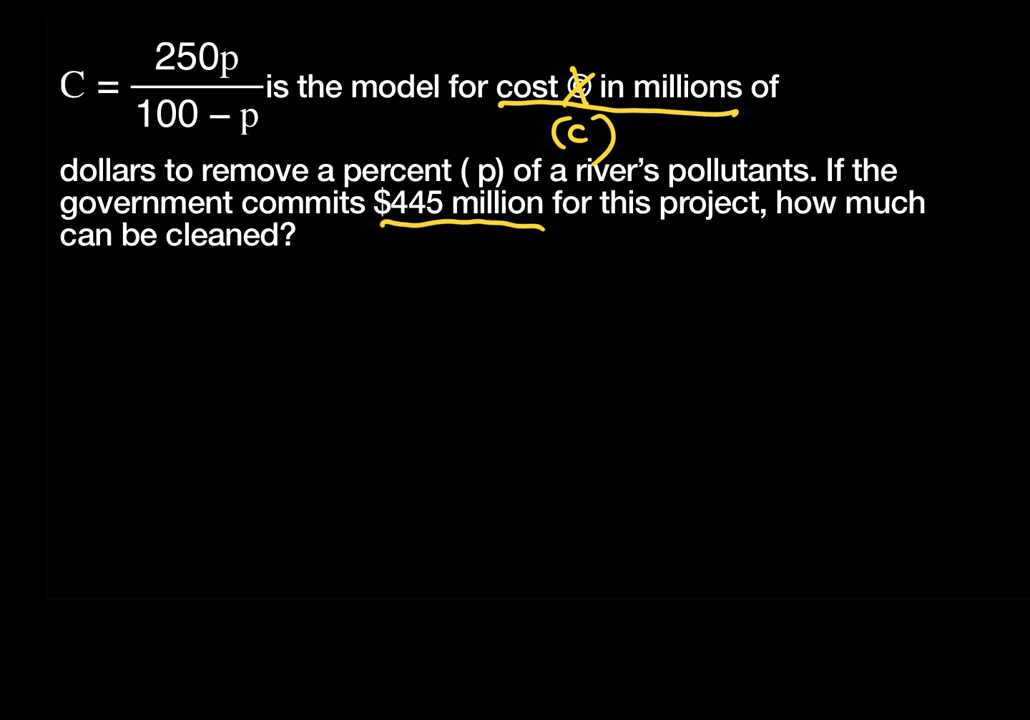 C = 250p / 100 – p is the model for cost © in millions of
(c)
dollars to remove a percent ( p) of a river’s pollutants. If the
government commits $445 million for this project, how much
can be cleaned?